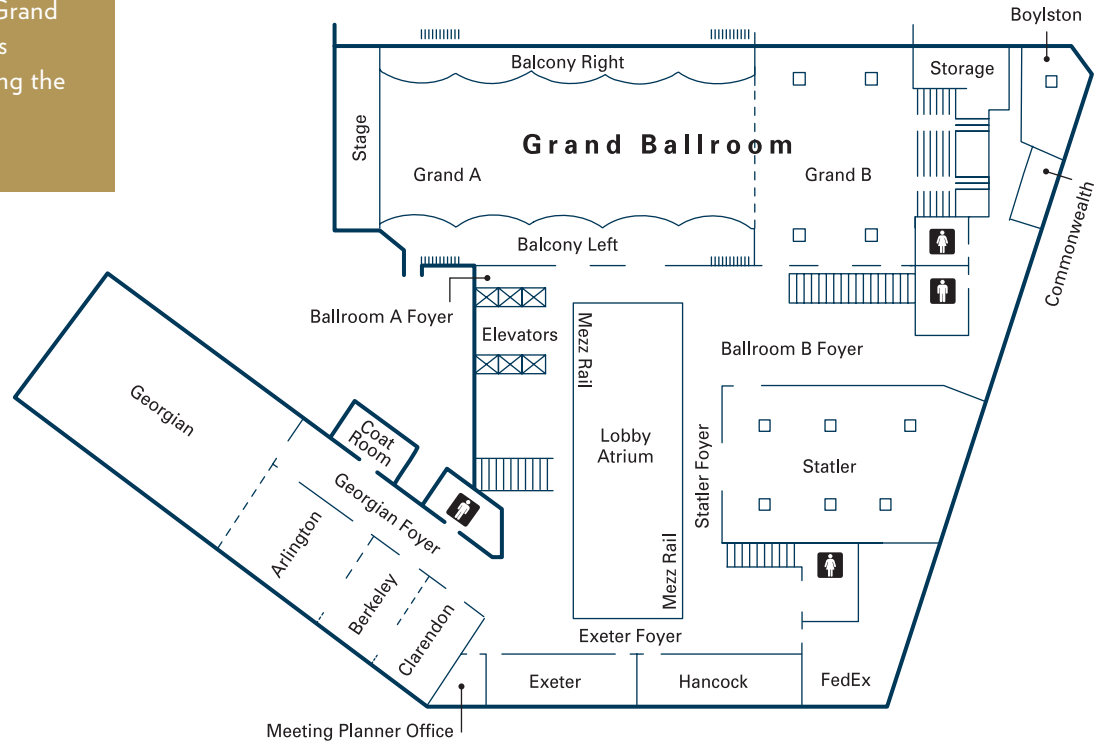 Grand
s
ng the
Boylston
Balcony Right
Storage
Stage
Grand Ballroom
Grand A
Grand B
Balcony Left
Commonwealth
Ballroom A Foyer
Elevators
Mezz Rail
Ballroom B Foyer
Georgian
Coat
Room
Lobby
Atrium
Statler Foyer
Statler
Georgian Foyer
Arlington
Mezz Rail
Berkeley
Clarendon
Exeter Foyer
Exeter
Hancock
FedEx
Meeting Planner Office